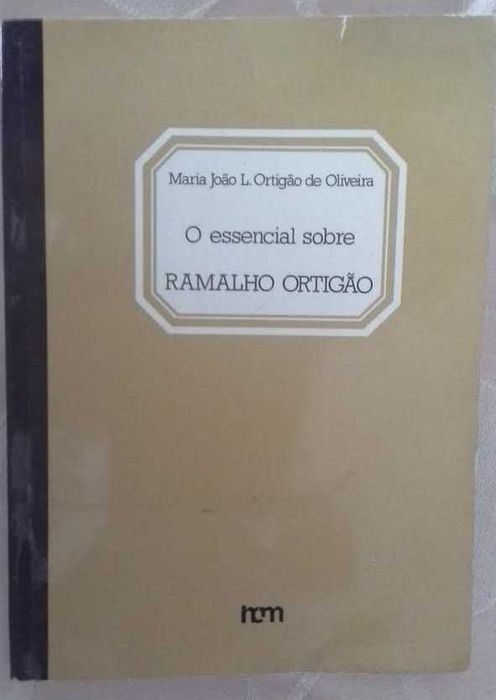 Maria João L. Ortigão de Oliveira
O essencial sobre
RAMALHO ORTIGÃO
incm